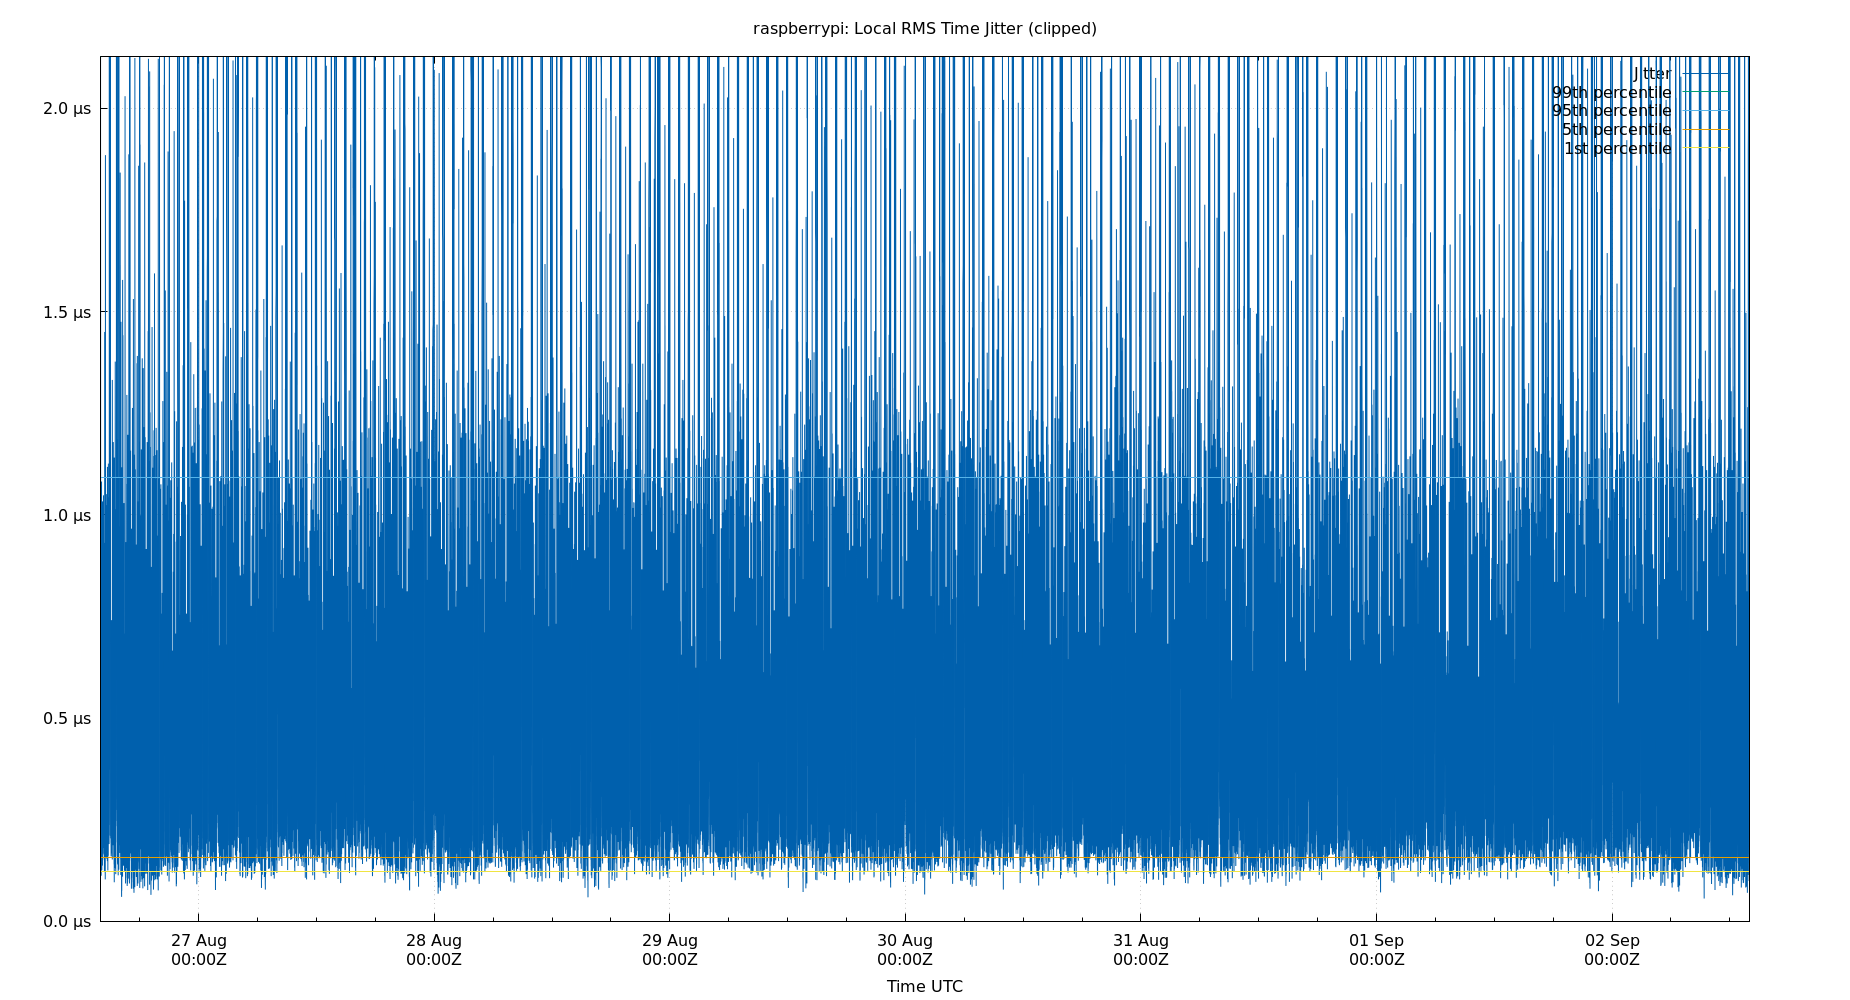 raspberrypi: Local RMS Time Jitter (clipped)
Jitter
99th percentile
95th percentile
5th percentile
1st percentile
2.0 μs
1.5 μs
1.0 μs
0.5 μs
0.0 μs
27 Aug 28 Aug 29 Aug 30 Aug 31 Aug 01 Sep 02 Sep
00:00Z 00:00Z 00:00Z 00:00Z 00:00Z 00:00Z 00:00Z
Time UTC